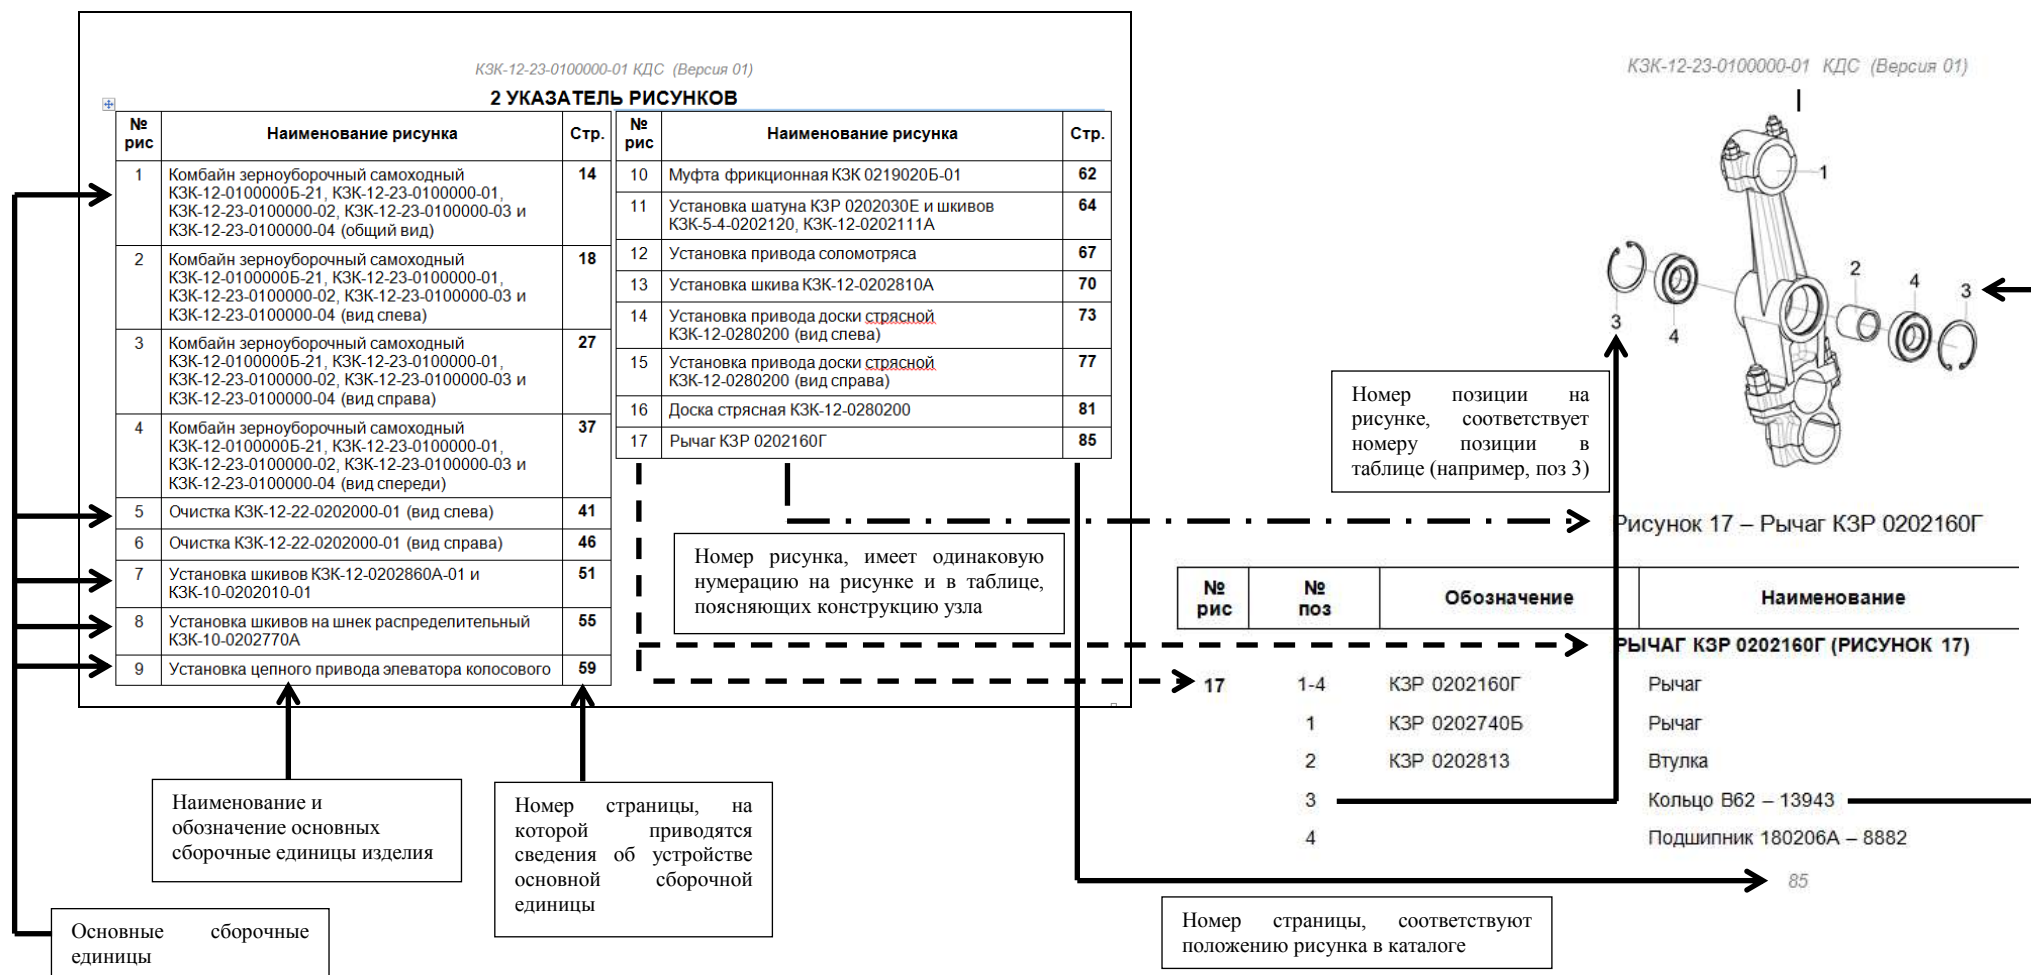 КЗК-12-23-0100000-01 КДС (Версия 01)
2 УКАЗАТЕЛЬ РИСУНКОВ
№ рис
Наименование рисунка
Стр.
1
Комбайн зерноуборочный самоходный
КЗК-12-0100000Б-21, КЗК-12-23-0100000-01,
КЗК-12-23-0100000-02, КЗК-12-23-0100000-03 и
КЗК-12-23-0100000-04 (общий вид)
14
2
Комбайн зерноуборочный самоходный
КЗК-12-0100000Б-21, КЗК-12-23-0100000-01,
КЗК-12-23-0100000-02, КЗК-12-23-0100000-03 и
КЗК-12-23-0100000-04 (вид слева)
18
3
Комбайн зерноуборочный самоходный
КЗК-12-0100000Б-21, КЗК-12-23-0100000-01,
КЗК-12-23-0100000-02, КЗК-12-23-0100000-03 и
КЗК-12-23-0100000-04 (вид справа)
27
4
Комбайн зерноуборочный самоходный
КЗК-12-0100000Б-21, КЗК-12-23-0100000-01,
КЗК-12-23-0100000-02, КЗК-12-23-0100000-03 и
КЗК-12-23-0100000-04 (вид спереди)
37
5
Очистка КЗК-12-22-0202000-01 (вид слева)
41
6
Очистка КЗК-12-22-0202000-01 (вид справа)
46
7
Установка шкивов КЗК-12-0202860А-01 и
КЗК-10-0202010-01
51
8
Установка шкивов на шнек распределительный
КЗК-10-0202770А
55
9
Установка цепного привода элеватора колосового
59
№ рис
Наименование рисунка
Стр.
10
Муфта фрикционная КЗК 0219020Б-01
62
11
Установка шатуна КЗР 0202030Е и шкивов
КЗК-5-4-0202120, КЗК-12-0202111А
64
12
Установка привода соломотряса
67
13
Установка шкива КЗК-12-0202810А
70
14
Установка привода доски стрясной
КЗК-12-0280200 (вид слева)
73
15
Установка привода доски стрясной
КЗК-12-0280200 (вид справа)
77
16
Доска стрясная КЗК-12-0280200
81
17
Рычаг КЗР 0202160Г
85
Номер рисунка, имеет одинаковую
нумерацию на рисунке и в таблице,
поясняющих конструкцию узла
Наименование и
обозначение основных
сборочные единицы изделия
Номер страницы, на
которой приводятся
сведения об устройстве
основной сборочной
единицы
Основные сборочные
единицы
КЗК-12-23-0100000-01 КДС (Версия 01)
1
2
4
3
3
4
Номер позиции на
рисунке, соответствует
номеру позиции в
таблице (например, поз 3)
Рисунок 17 – Рычаг КЗР 0202160Г
№ рис
№ поз
Обозначение
Наименование
РЫЧАГ КЗР 0202160Г (РИСУНОК 17)
17
1-4
КЗР 0202160Г
Рычаг
1
КЗР 0202740Б
Рычаг
2
КЗР 0202813
Втулка
3
Кольцо В62 – 13943
4
Подшипник 180206А – 8882
85
Номер страницы, соответствуют
положению рисунка в каталоге